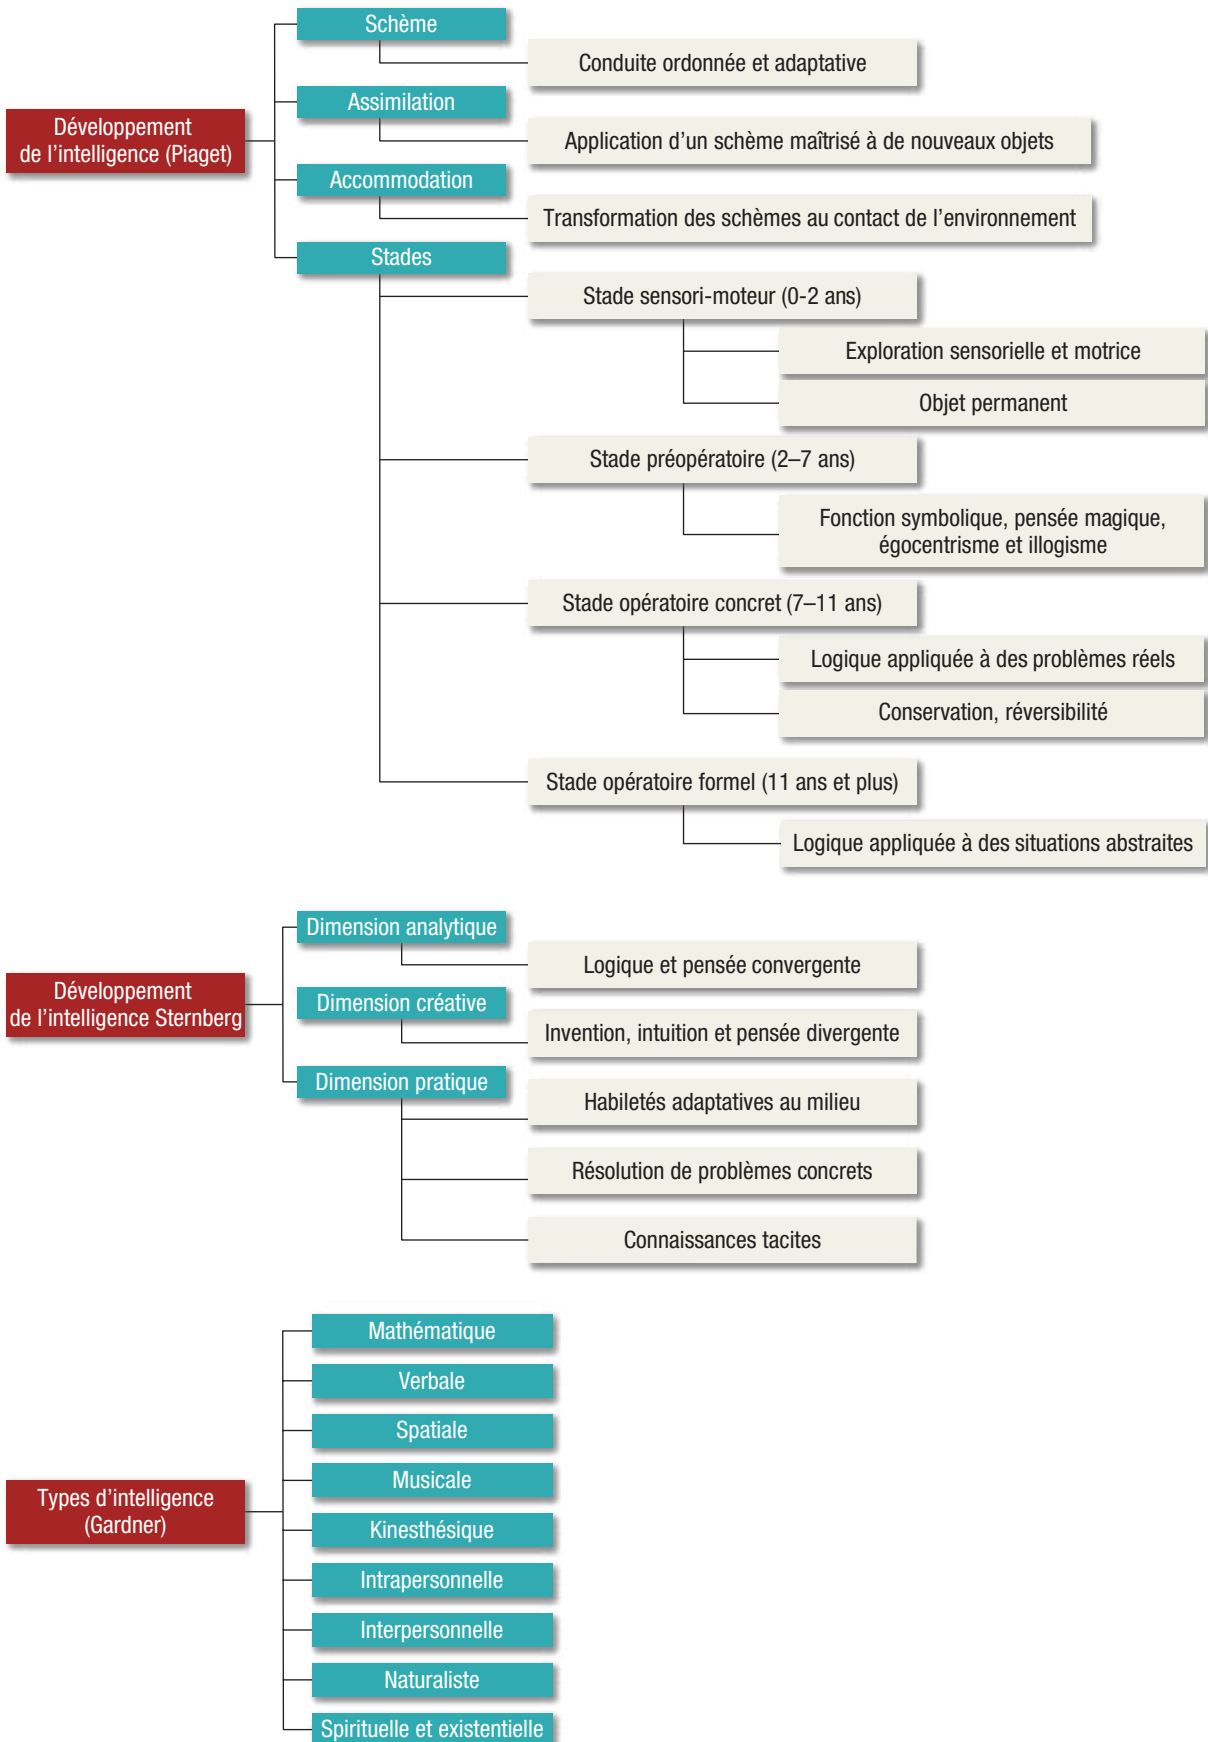 Schème
Conduite ordonnée et adaptative
Assimilation
Développement
de l’intelligence (Piaget)
Application d’un schème maîtrisé à de nouveaux objets
Accommodation
Transformation des schèmes au contact de l’environnement
Stades
Stade sensori-moteur (0-2 ans)
Exploration sensorielle et motrice
Objet permanent
Stade préopératoire (2–7 ans)
Fonction symbolique, pensée magique,
égocentrisme et illogisme
Stade opératoire concret (7–11 ans)
Logique appliquée à des problèmes réels
Conservation, réversibilité
Stade opératoire formel (11 ans et plus)
Logique appliquée à des situations abstraites
Dimension analytique
Logique et pensée convergente
Développement
de l’intelligence Sternberg
Dimension créative
Invention, intuition et pensée divergente
Dimension pratique
Habiletés adaptatives au milieu
Résolution de problèmes concrets
Connaissances tacites
Mathématique
Verbale
Spatiale
Musicale
Types d’intelligence
(Gardner)
Kinesthésique
Intrapersonnelle
Interpersonnelle
Naturaliste
Spirituelle et existentielle